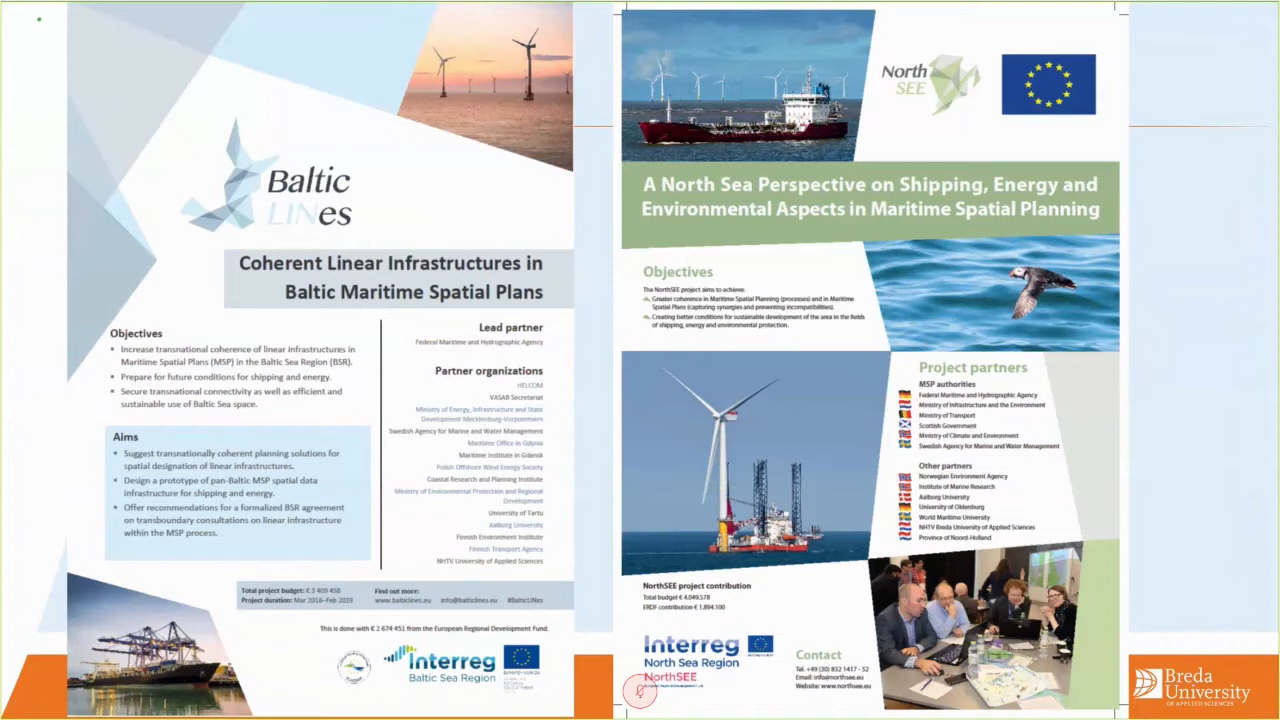 Baltic
LINes
Coherent Linear Infrastructures in
Baltic Maritime Spatial Plans
Objectives
Increase transnational coherence of linear infrastructures in
Maritime Spatial Plans (MSP) in the Baltic Sea Region (BSR).
Prepare for future conditions for shipping and energy.
Secure transnational connectivity as well as efficient and
sustainable use of Baltic Sea space.
Aims
Suggest transnationally coherent planning solutions for
spatial designation of linear infrastructures.
Design a prototype of pan-Baltic MSP spatial data
infrastructure for shipping and energy.
Offer recommendations for a formalized BSR agreement
on transboundary consultations on linear infrastructure
within the MSP process.
Lead partner
Federal Maritime and Hydrographic Agency
Partner organizations
HELCOM
VASAB Secretariat
Ministry of Energy, Infrastructure and State
Development Mecklenburg-Vorpommern
Swedish Agency for Marine and Water Management
Maritime Office in Gdynia
Maritime Institute in Gdansk
Polish Offshore Wind Energy Society
Coastal Research and Planning Institute
Ministry of Environmental Protection and Regional
Development
University of Tartu
Aalborg University
Finnish Environment Institute
Finnish Transport Agency
NHTV University of Applied Sciences
Total project budget: € 3 409 458
Project duration: Mar 2016–Feb 2019
Find out more:
www.balticlines.eu info@balticlines.eu #BalticLINes
This is done with € 2 674 451 from the European Regional Development Fund.
Interreg
Baltic Sea Region
North
SEE
A North Sea Perspective on Shipping, Energy and
Environmental Aspects in Maritime Spatial Planning
Objectives
The NorthSEE project aims to achieve:
Greater coherence in Maritime Spatial Planning (processes) and in Maritime
Spatial Plans (capturing synergies and preventing incompatibilities).
Creating better conditions for sustainable development of the area in the fields
of shipping, energy and environmental protection.
Project partners
MSP authorities
Federal Maritime and Hydrographic Agency
Ministry of Infrastructure and the Environment
Ministry of Transport
Scottish Government
Ministry of Climate and Environment
Swedish Agency for Marine and Water Management
Other partners
Norwegian Environment Agency
Institute of Marine Research
Aalborg University
University of Oldenburg
World Maritime University
NHTV Breda University of Applied Sciences
Province of Noord-Holland
NorthSEE project contribution
Total budget € 4.049.578
ERDF contribution € 1.894.100
Interreg
North Sea Region
NorthSEE
Contact
Tel. +49 (30) 832 1417 - 52
Email: info@northsee.eu
Website: www.northsee.eu
Breda
University
OF APPLIED SCIENCES